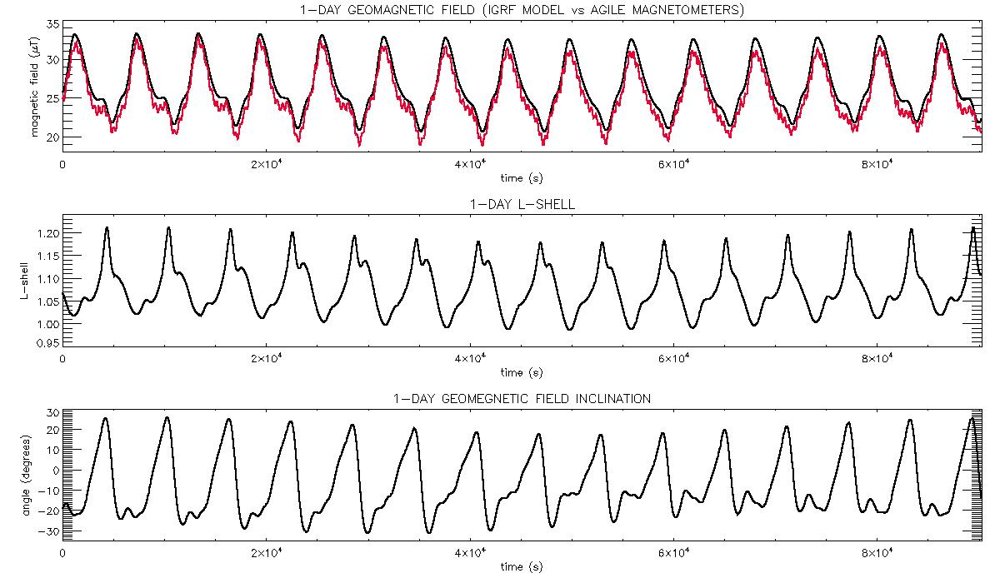 1-DAY GEOMAGNETIC FIELD (IGRF MODEL vs AGILE MAGNETOMETERS)
magnetic field (μT)
35
30
25
20
0 2×10⁴ 4×10⁴ 6×10⁴ 8×10⁴
time (s)
1-DAY L-SHELL
L-shell
1.20
1.15
1.10
1.05
1.00
0.95
0 2×10⁴ 4×10⁴ 6×10⁴ 8×10⁴
time (s)
1-DAY GEOMEGNETIC FIELD INCLINATION
angle (degrees)
30
20
10
0
-10
-20
-30
0 2×10⁴ 4×10⁴ 6×10⁴ 8×10⁴
time (s)